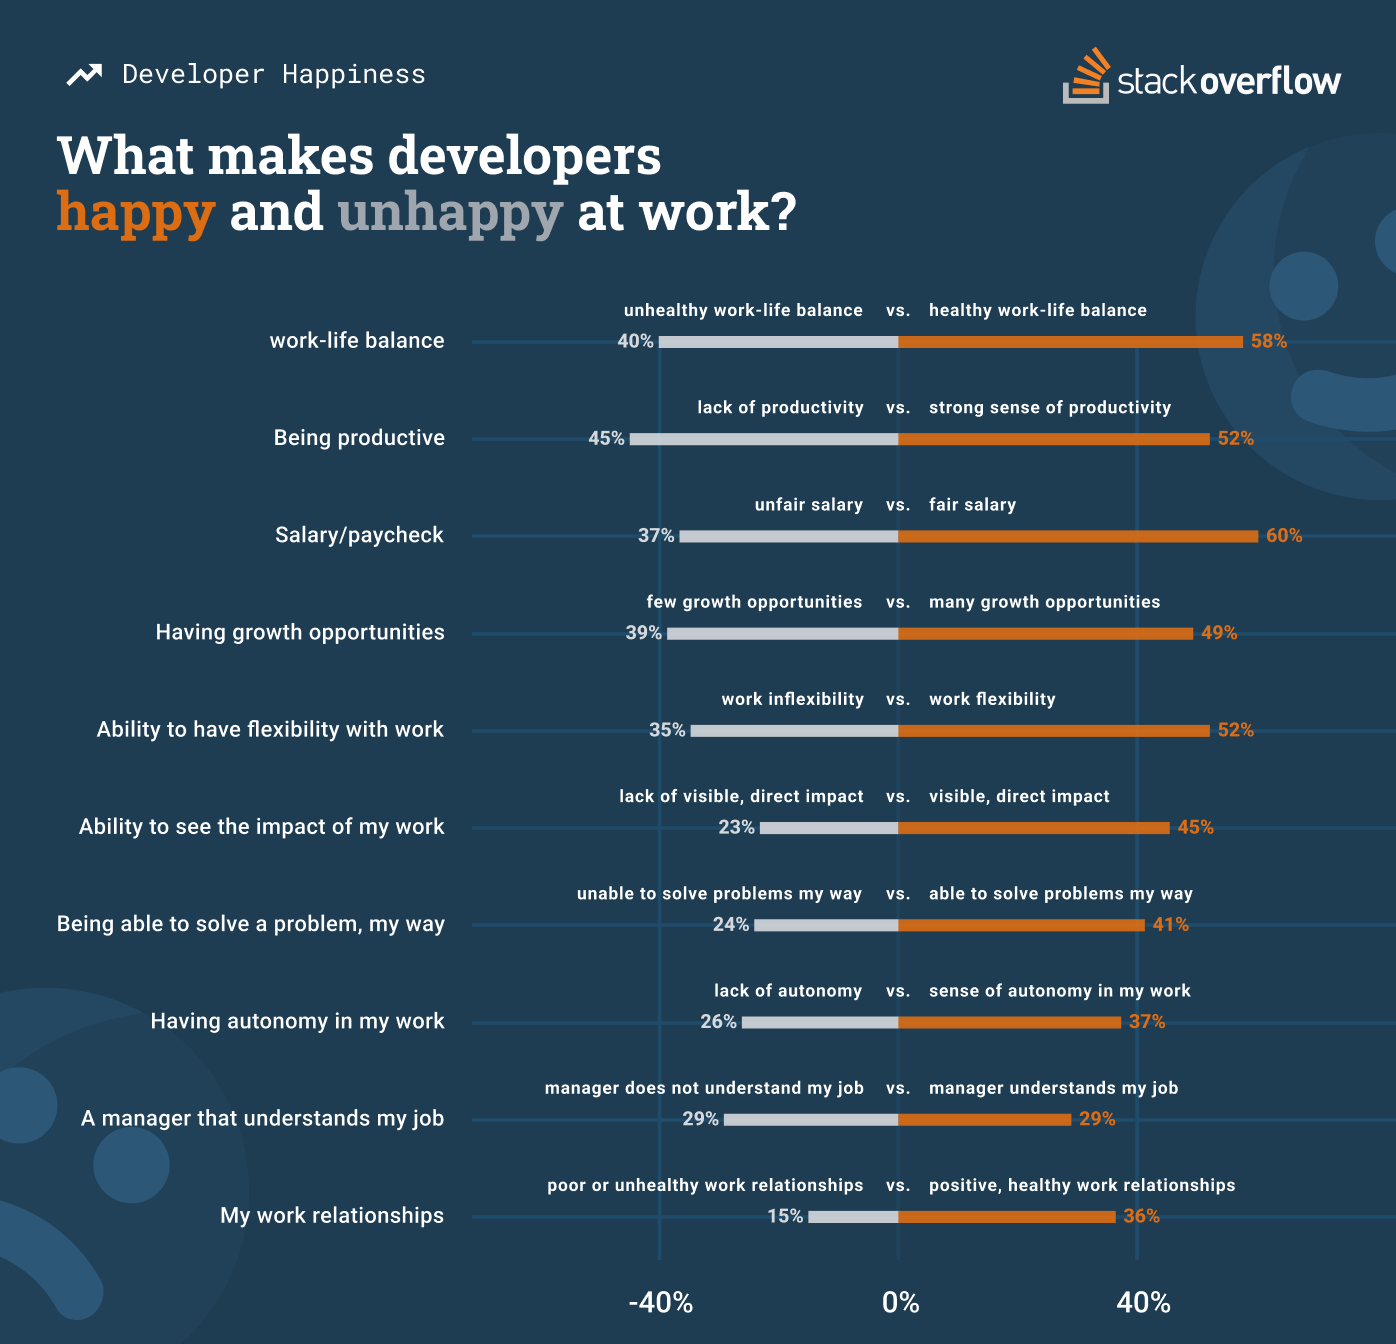 Developer Happiness
stackoverflow
What makes developers
happy and unhappy at work?
unhealthy work-life balance vs. healthy work-life balance
work-life balance 40% 58%
lack of productivity vs. strong sense of productivity
Being productive 45% 52%
unfair salary vs. fair salary
Salary/paycheck 37% 60%
few growth opportunities vs. many growth opportunities
Having growth opportunities 39% 49%
work inflexibility vs. work flexibility
Ability to have flexibility with work 35% 52%
lack of visible, direct impact vs. visible, direct impact
Ability to see the impact of my work 23% 45%
unable to solve problems my way vs. able to solve problems my way
Being able to solve a problem, my way 24% 41%
lack of autonomy vs. sense of autonomy in my work
Having autonomy in my work 26% 37%
manager does not understand my job vs. manager understands my job
A manager that understands my job 29% 29%
poor or unhealthy work relationships vs. positive, healthy work relationships
My work relationships 15% 36%
-40% 0% 40%